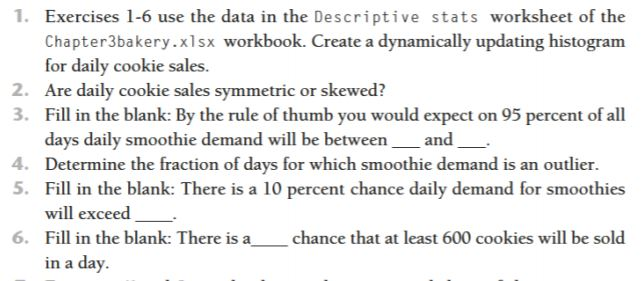 1. Exercises 1-6 use the data in the Descriptive stats worksheet of the
Chapter3bakery.xlsx workbook. Create a dynamically updating histogram
for daily cookie sales.
2. Are daily cookie sales symmetric or skewed?
3. Fill in the blank: By the rule of thumb you would expect on 95 percent of all
days daily smoothie demand will be between ___ and ___.
4. Determine the fraction of days for which smoothie demand is an outlier.
5. Fill in the blank: There is a 10 percent chance daily demand for smoothies
will exceed ____.
6. Fill in the blank: There is a____ chance that at least 600 cookies will be sold
in a day.